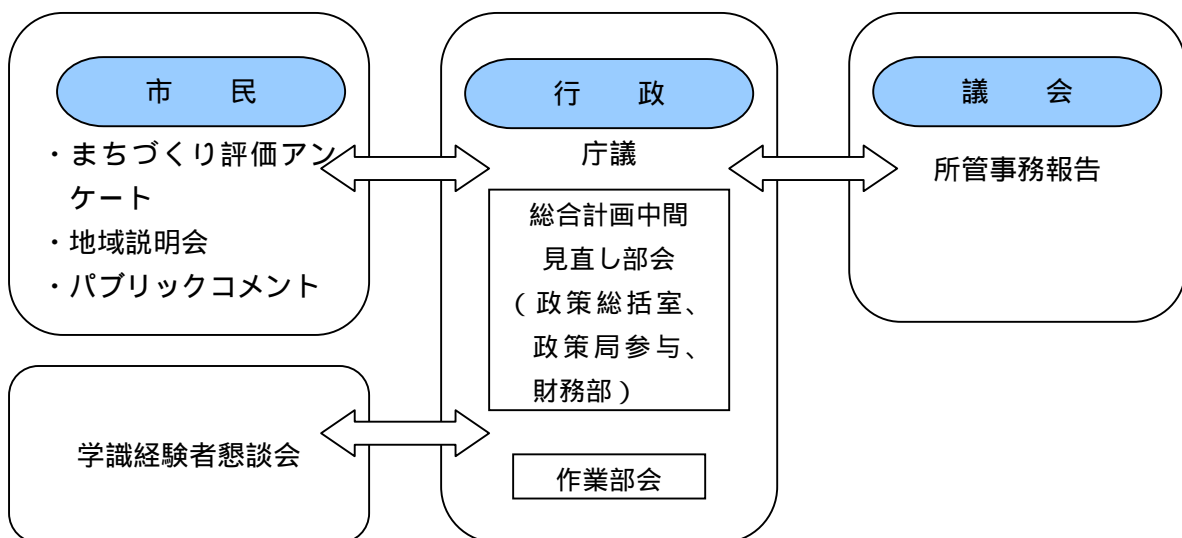 市　　民
・まちづくり評価アン
ケート
・地域説明会
・パブリックコメント
学識経験者懇談会
行　　政
庁議
総合計画中間
見直し部会
（政策総括室、
政策局参与、
財務部）
作業部会
議　　会
所管事務報告